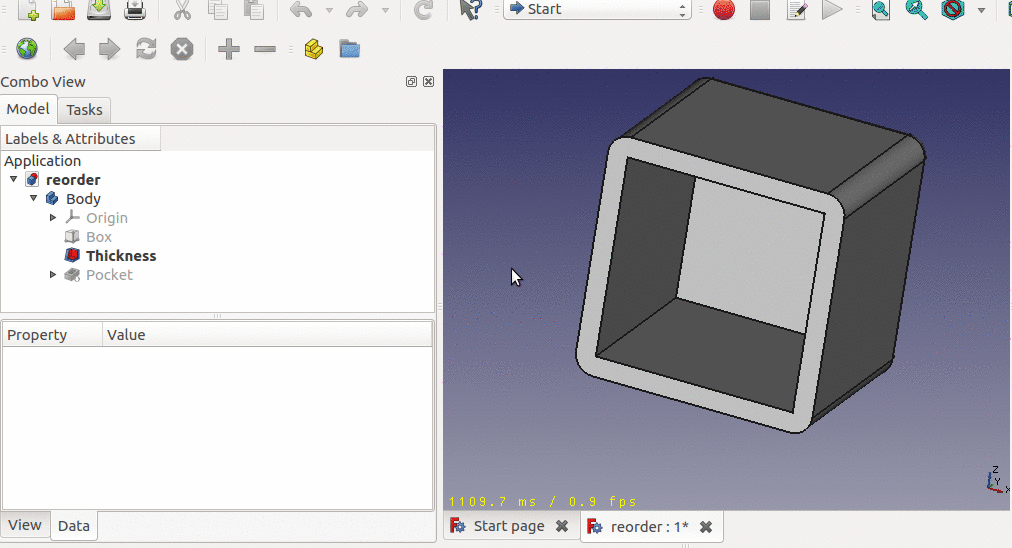 Start
Combo View
Model
Tasks
Labels & Attributes
Application
reorder
Body
Origin
Box
Thickness
Pocket
Property
Value
View
Data
1109.7 ms / 0.9 fps
Z
Y
X
Start page
reorder : 1*